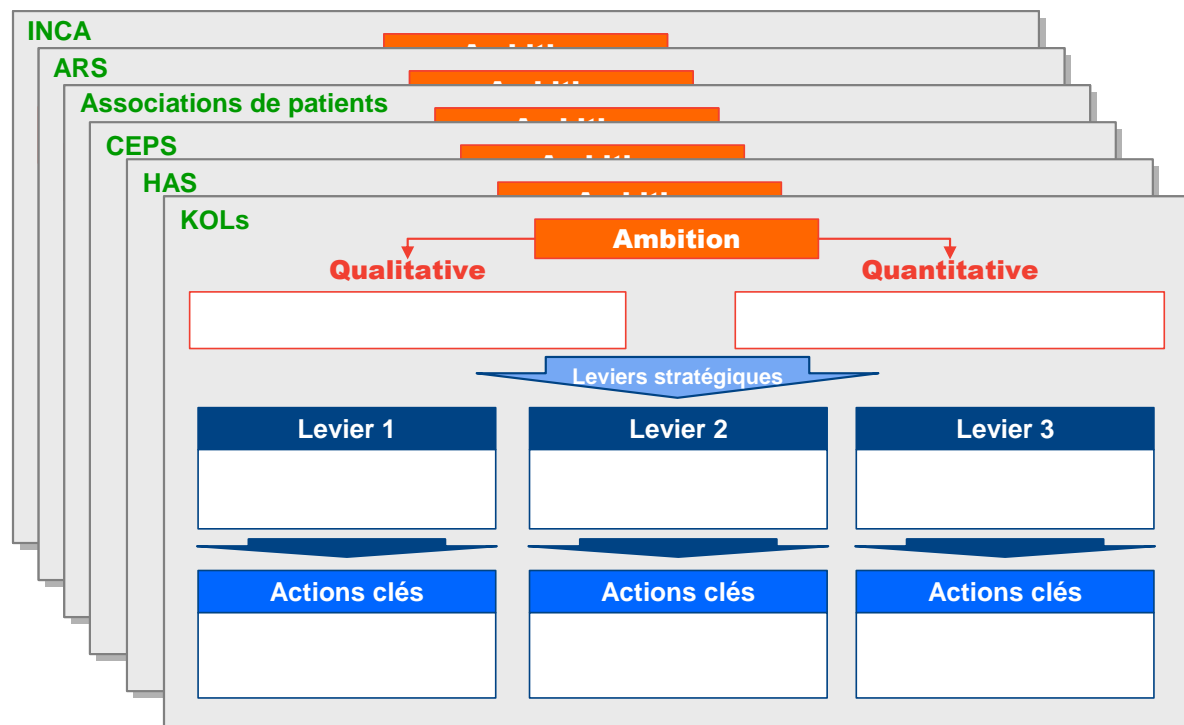 INCA
ARS
Associations de patients
CEPS
HAS
KOLs
Ambition
Qualitative
Quantitative
Leviers stratégiques
Levier 1
Levier 2
Levier 3
Actions clés
Actions clés
Actions clés